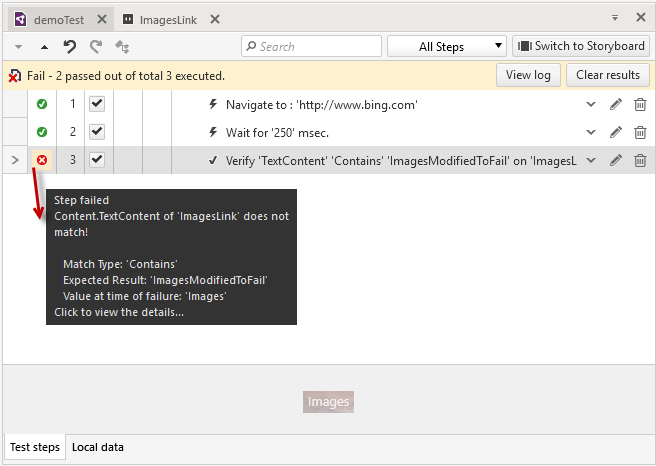 demoTest ImagesLink
Search All Steps Switch to Storyboard
Fail - 2 passed out of total 3 executed. View log Clear results
1 Navigate to : 'http://www.bing.com'
2 Wait for '250' msec.
3 Verify 'TextContent' 'Contains' 'ImagesModifiedToFail' on 'ImagesL
Step failed
Content.TextContent of 'ImagesLink' does not
match!
Match Type: 'Contains'
Expected Result: 'ImagesModifiedToFail'
Value at time of failure: 'Images'
Click to view the details...
Images
Test steps Local data